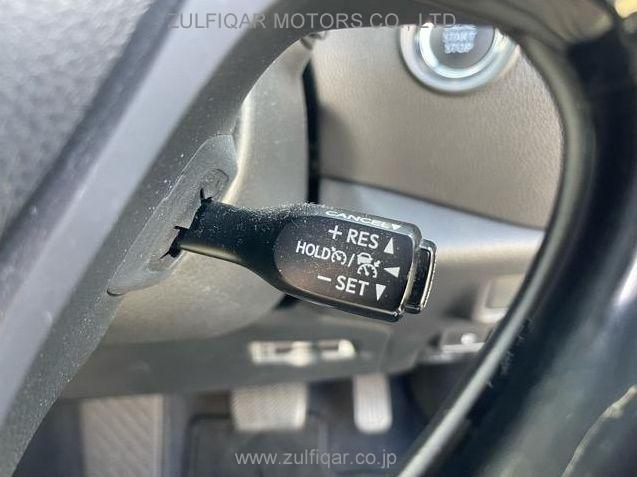 ZULFIQAR MOTORS CO., LTD.
START
STOP
CANCEL
+ RES
HOLD /
− SET
www.zulfiqar.co.jp